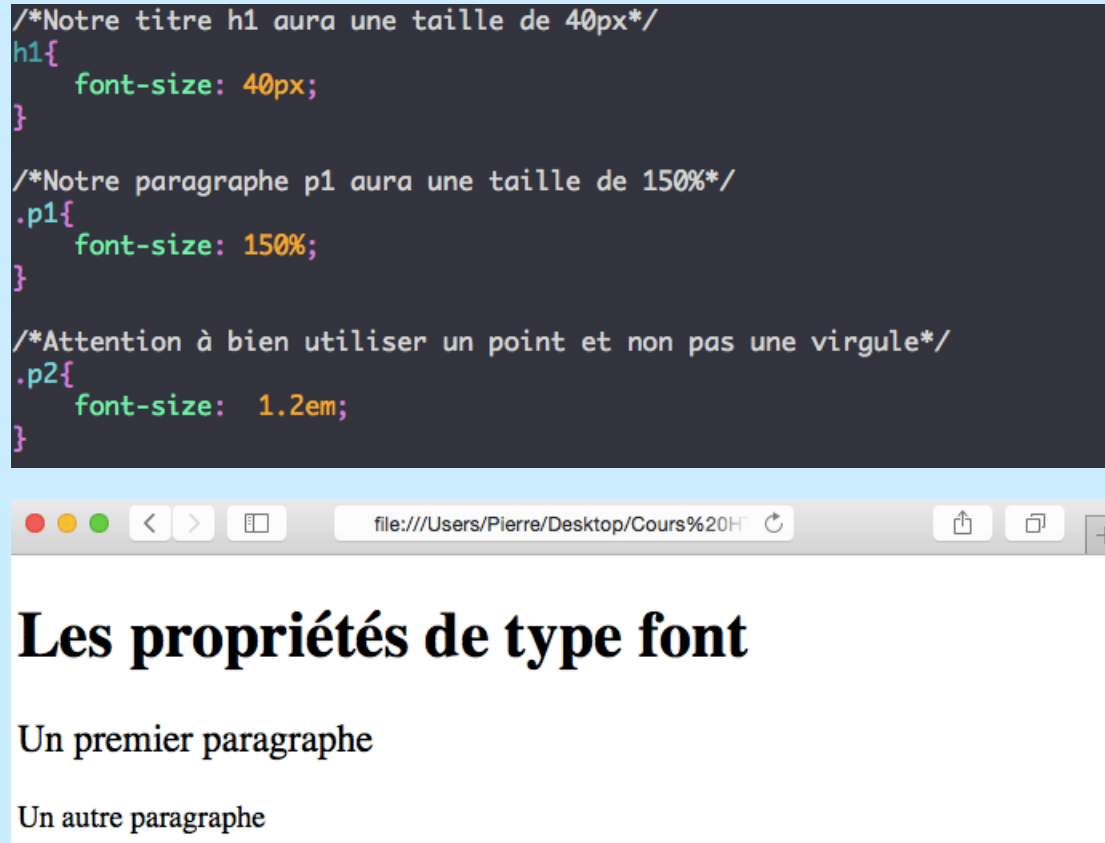 /*Notre titre h1 aura une taille de 40px*/
h1{
    font-size: 40px;
}

/*Notre paragraphe p1 aura une taille de 150%*/
.p1{
    font-size: 150%;
}

/*Attention à bien utiliser un point et non pas une virgule*/
.p2{
    font-size:  1.2em;
}

file:///Users/Pierre/Desktop/Cours%20H
Les propriétés de type font
Un premier paragraphe
Un autre paragraphe